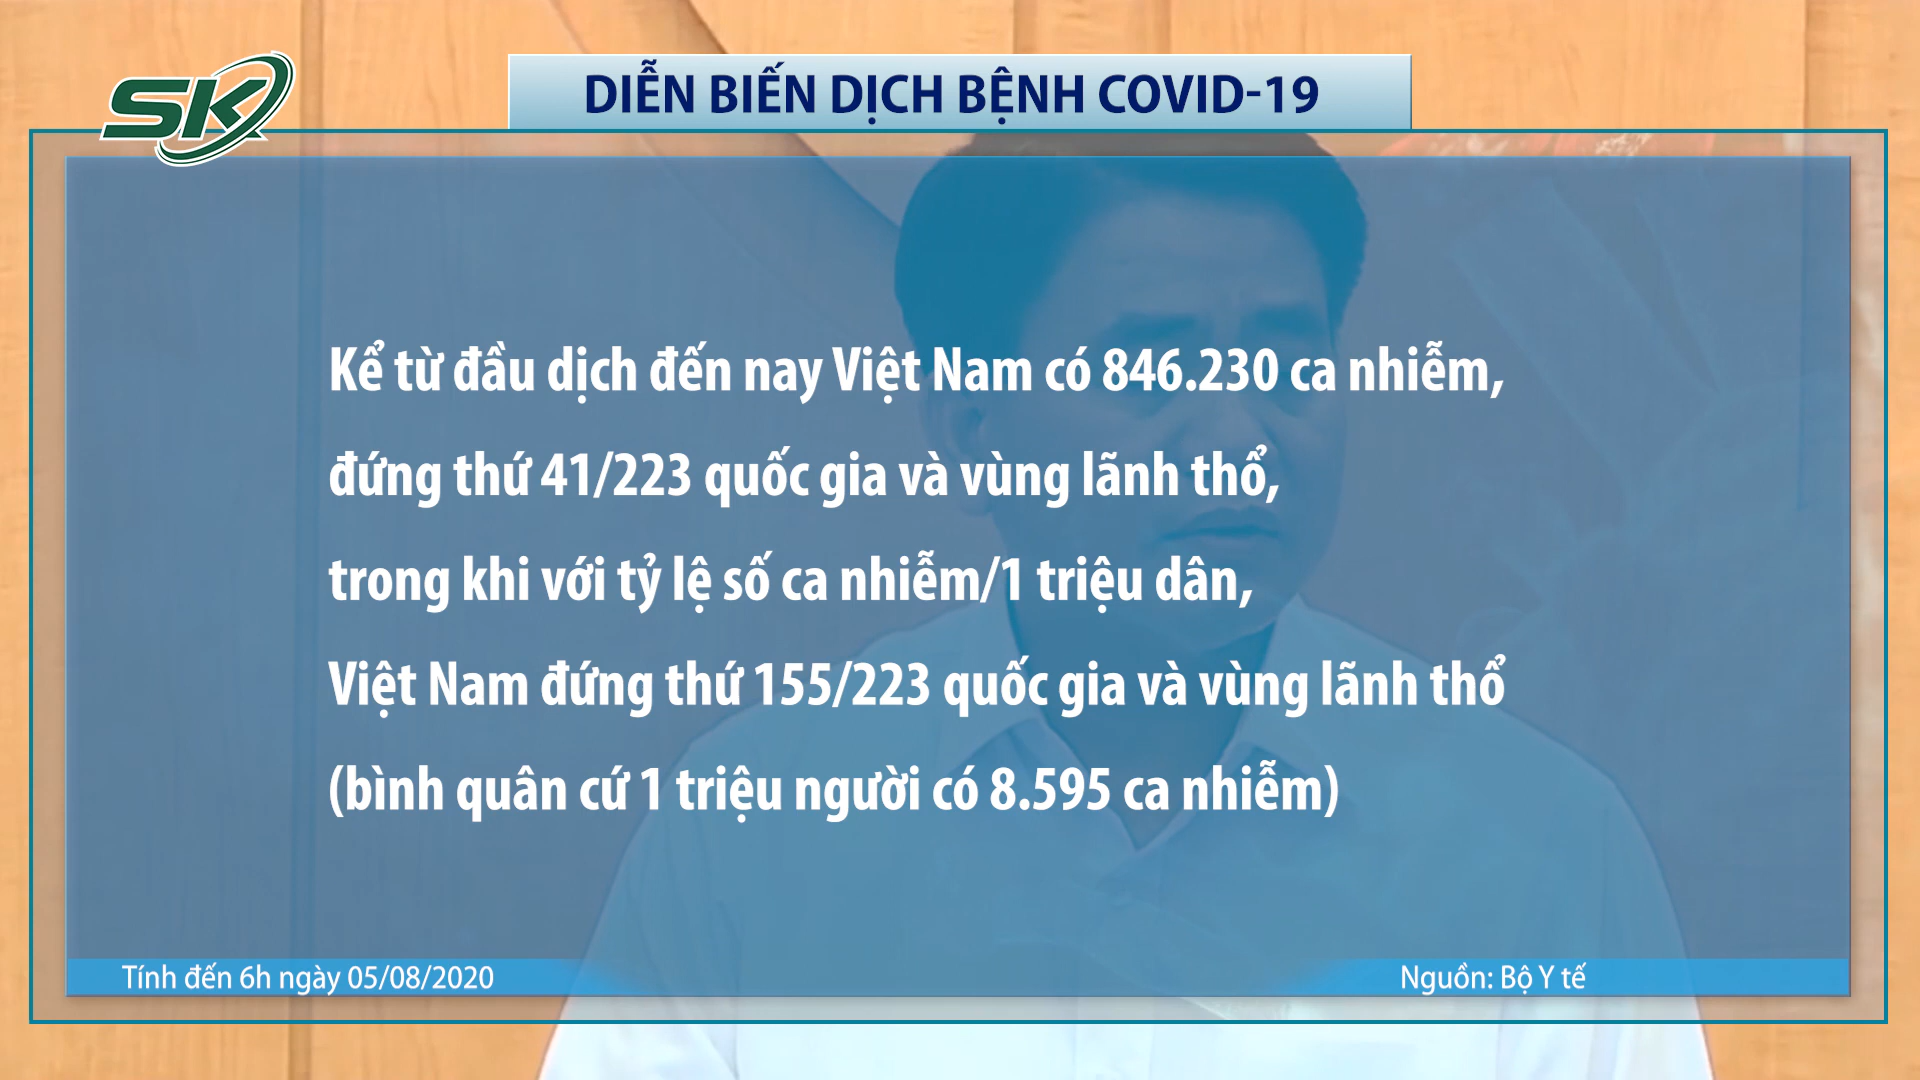 SK
DIỄN BIẾN DỊCH BỆNH COVID-19
Kể từ đầu dịch đến nay Việt Nam có 846.230 ca nhiễm,
đứng thứ 41/223 quốc gia và vùng lãnh thổ,
trong khi với tỷ lệ số ca nhiễm/1 triệu dân,
Việt Nam đứng thứ 155/223 quốc gia và vùng lãnh thổ
(bình quân cứ 1 triệu người có 8.595 ca nhiễm)
Tính đến 6h ngày 05/08/2020
Nguồn: Bộ Y tế